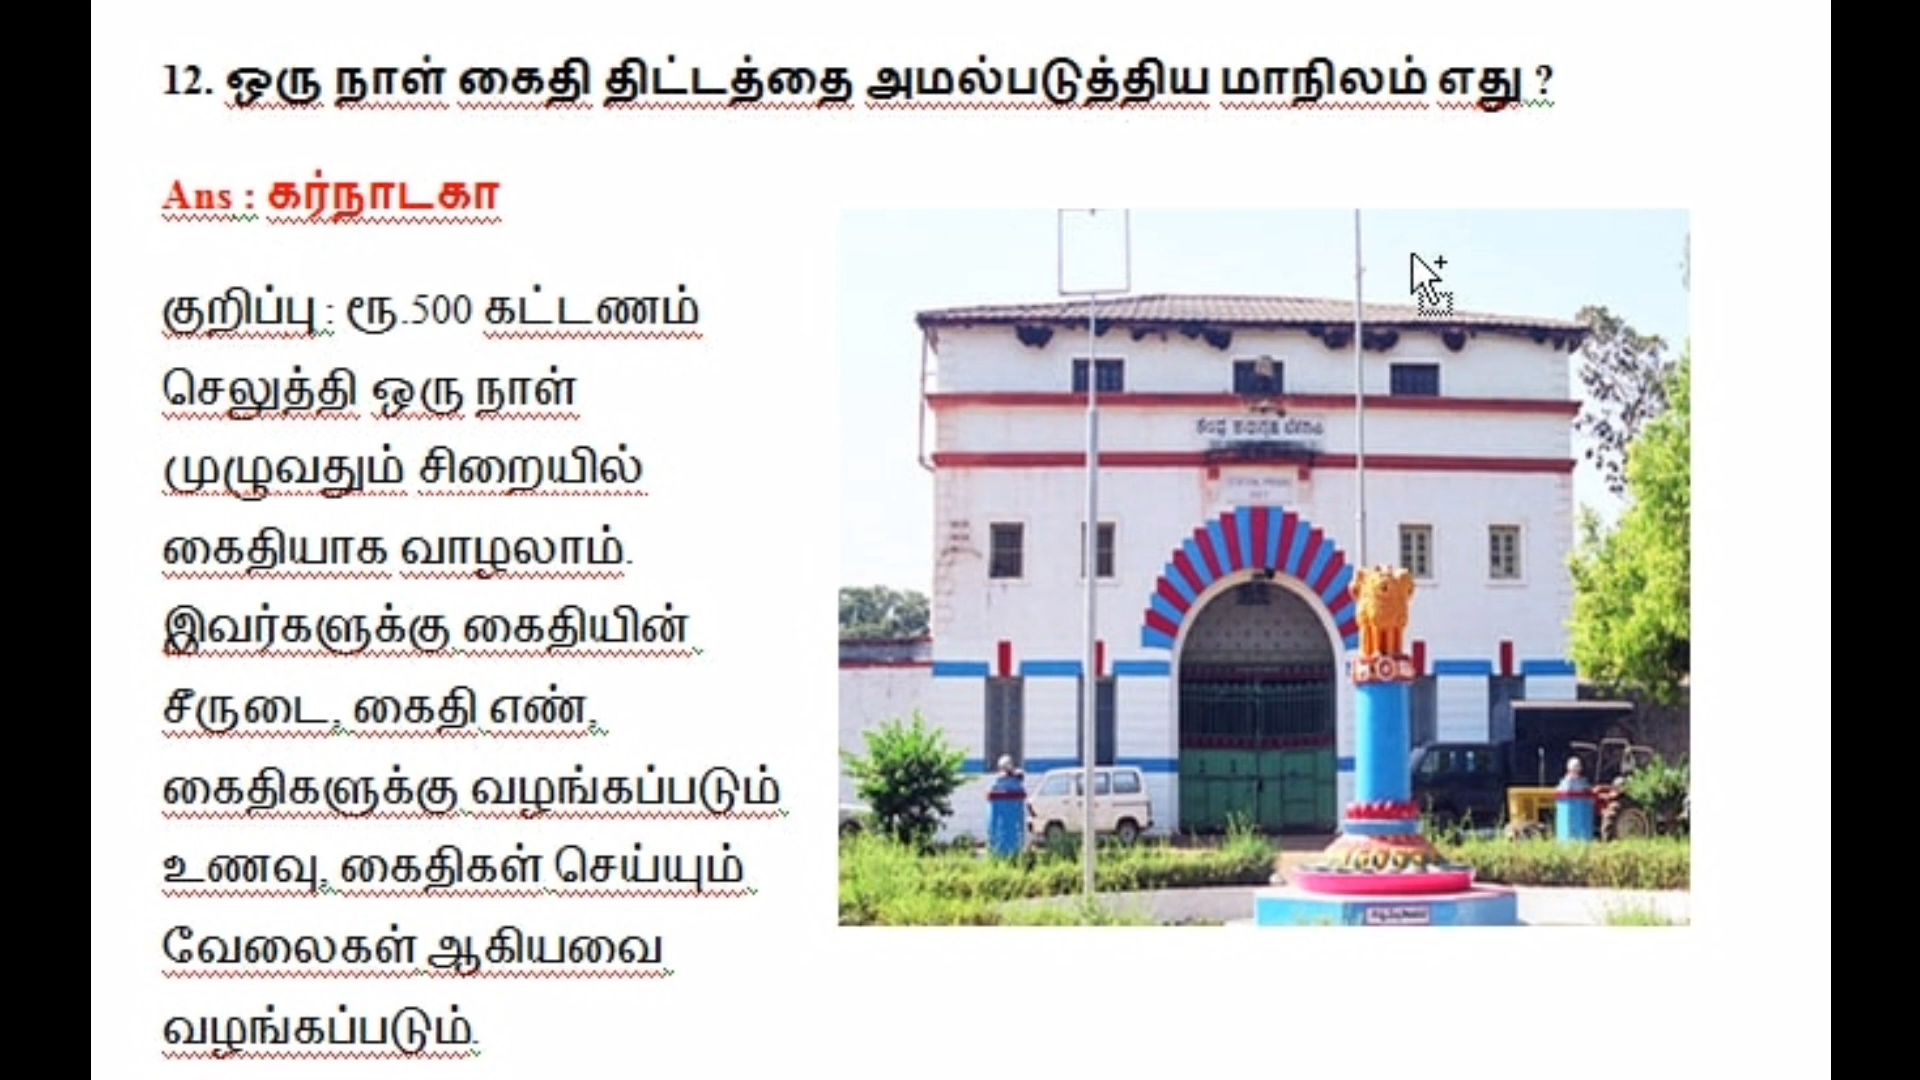 12. ஒரு நாள் கைதி திட்டத்தை அமல்படுத்திய மாநிலம் எது ?
Ans : கர்நாடகா
குறிப்பு : ரூ.500 கட்டணம்
செலுத்தி ஒரு நாள்
முழுவதும் சிறையில்
கைதியாக வாழலாம்.
இவர்களுக்கு கைதியின்
சீருடை, கைதி எண்,
கைதிகளுக்கு வழங்கப்படும்
உணவு, கைதிகள் செய்யும்
வேலைகள் ஆகியவை
வழங்கப்படும்.